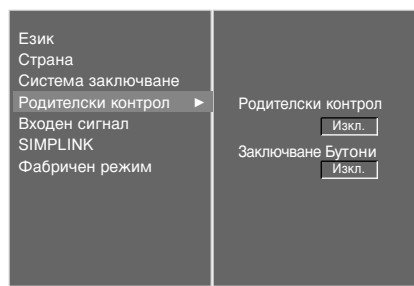 Език
Страна
Система заключване
Родителски контрол ►
Входен сигнал
SIMPLINK
Фабричен режим
Родителски контрол
Изкл.
Заключване Бутони
Изкл.